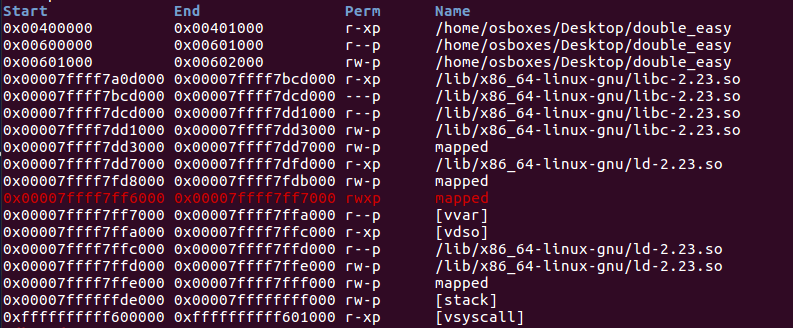 Start End Perm Name
0x00400000 0x00401000 r-xp /home/osboxes/Desktop/double_easy
0x00600000 0x00601000 r--p /home/osboxes/Desktop/double_easy
0x00601000 0x00602000 rw-p /home/osboxes/Desktop/double_easy
0x00007ffff7a0d000 0x00007ffff7bcd000 r-xp /lib/x86_64-linux-gnu/libc-2.23.so
0x00007ffff7bcd000 0x00007ffff7dcd000 ---p /lib/x86_64-linux-gnu/libc-2.23.so
0x00007ffff7dcd000 0x00007ffff7dd1000 r--p /lib/x86_64-linux-gnu/libc-2.23.so
0x00007ffff7dd1000 0x00007ffff7dd3000 rw-p /lib/x86_64-linux-gnu/libc-2.23.so
0x00007ffff7dd3000 0x00007ffff7dd7000 rw-p mapped
0x00007ffff7dd7000 0x00007ffff7dfd000 r-xp /lib/x86_64-linux-gnu/ld-2.23.so
0x00007ffff7fd8000 0x00007ffff7fdb000 rw-p mapped
0x00007ffff7ff6000 0x00007ffff7ff7000 rwxp mapped
0x00007ffff7ff7000 0x00007ffff7ffa000 r--p [vvar]
0x00007ffff7ffa000 0x00007ffff7ffc000 r-xp [vdso]
0x00007ffff7ffc000 0x00007ffff7ffd000 r--p /lib/x86_64-linux-gnu/ld-2.23.so
0x00007ffff7ffd000 0x00007ffff7ffe000 rw-p /lib/x86_64-linux-gnu/ld-2.23.so
0x00007ffff7ffe000 0x00007ffff7fff000 rw-p mapped
0x00007ffffffde000 0x00007ffffffff000 rw-p [stack]
0xffffffffff600000 0xffffffffff601000 r-xp [vsyscall]